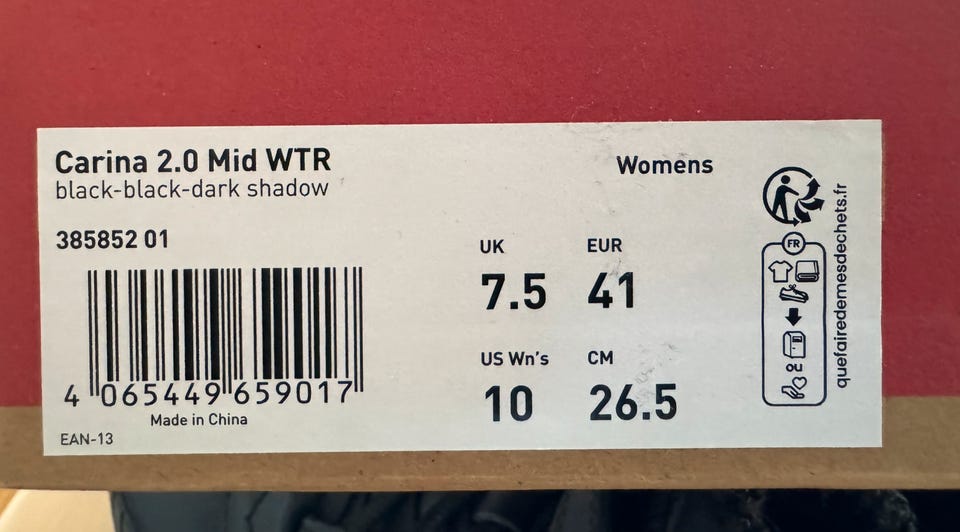 Carina 2.0 Mid WTR
black-black-dark shadow
Womens
385852 01
UK
7.5
EUR
41
US Wn's
10
CM
26.5
4 065449 659017
Made in China
EAN-13
FR
ou
quefairedemesdechets.fr